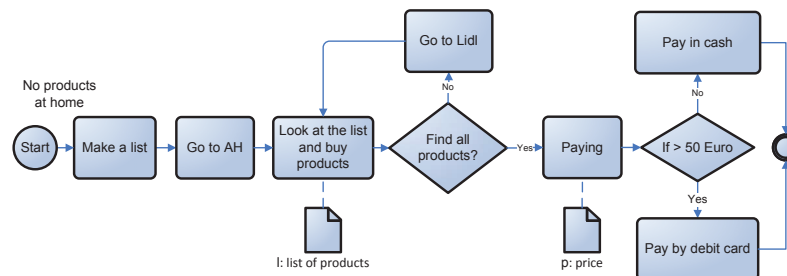 No products
at home
Start
Make a list
Go to AH
Look at the list
and buy
products
l: list of products
Go to Lidl
No
Find all
products?
Yes
Paying
p: price
If > 50 Euro
No
Pay in cash
Yes
Pay by debit card